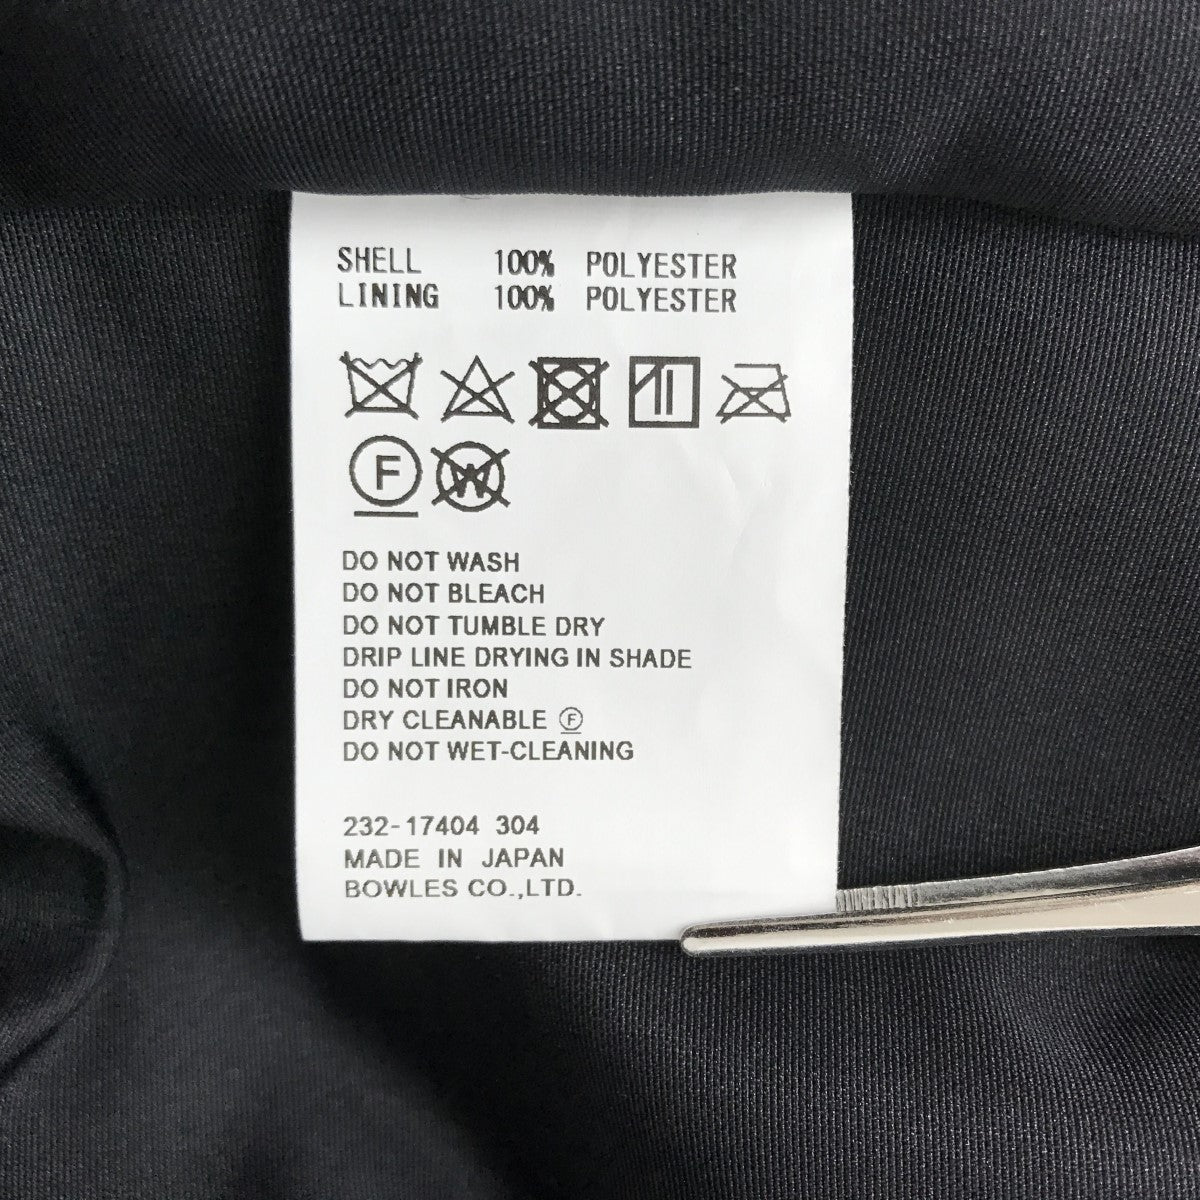 SHELL 100% POLYESTER
LINING 100% POLYESTER
F W
DO NOT WASH
DO NOT BLEACH
DO NOT TUMBLE DRY
DRIP LINE DRYING IN SHADE
DO NOT IRON
DRY CLEANABLE Ⓕ
DO NOT WET-CLEANING
232-17404 304
MADE IN JAPAN
BOWLES CO.,LTD.